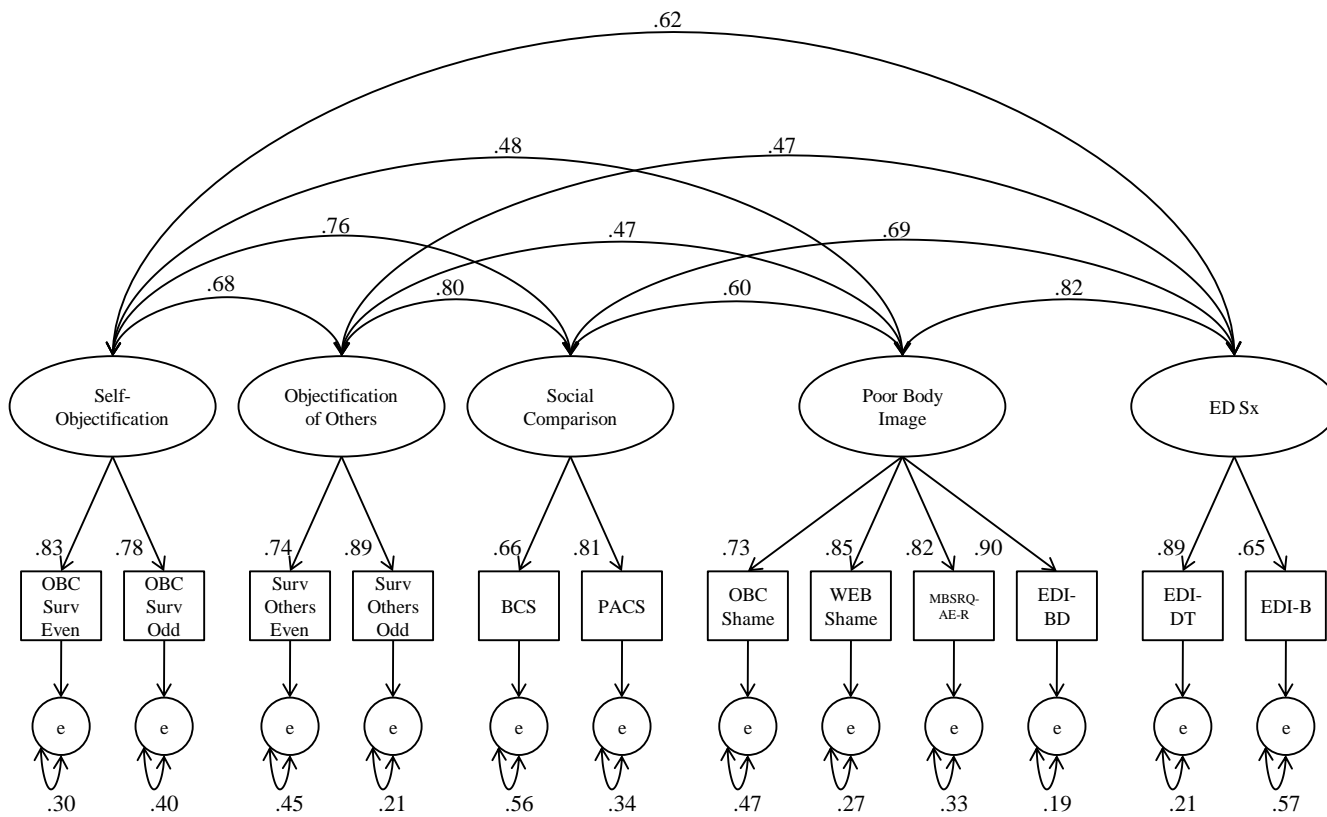 .62
.48
.47
.76
.47
.69
.68
.80
.60
.82
Self-
Objectification
Objectification
of Others
Social
Comparison
Poor Body
Image
ED Sx
.83
.78
.74
.89
.66
.81
.73
.85
.82
.90
.89
.65
OBC
Surv
Even
OBC
Surv
Odd
Surv
Others
Even
Surv
Others
Odd
BCS
PACS
OBC
Shame
WEB
Shame
MBSRQ-
AE-R
EDI-
BD
EDI-
DT
EDI-B
e
e
e
e
e
e
e
e
e
e
e
e
.30
.40
.45
.21
.56
.34
.47
.27
.33
.19
.21
.57